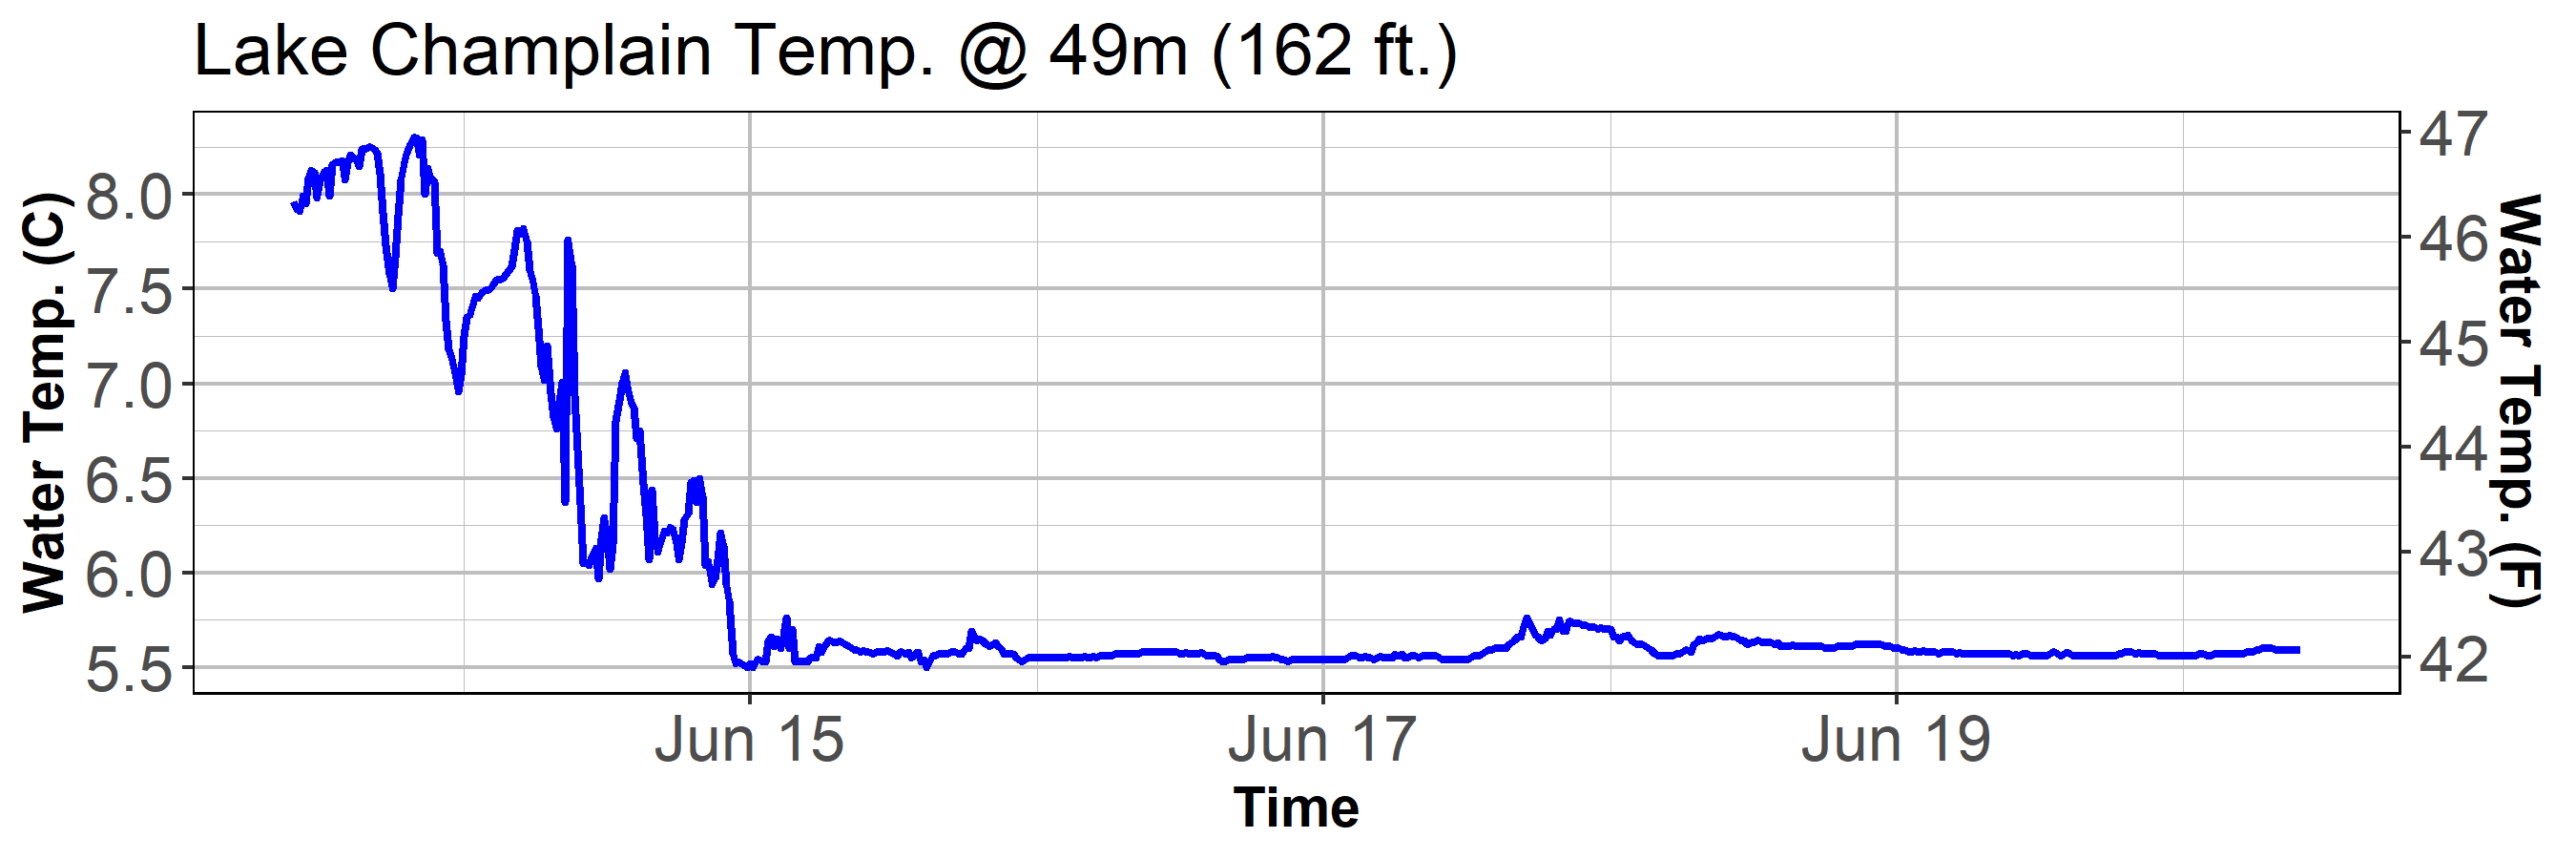 Lake Champlain Temp. @ 49m (162 ft.)
Water Temp. (C)
8.0
7.5
7.0
6.5
6.0
5.5
47
46
45
44
43
42
Water Temp. (F)
Jun 15 Jun 17 Jun 19
Time